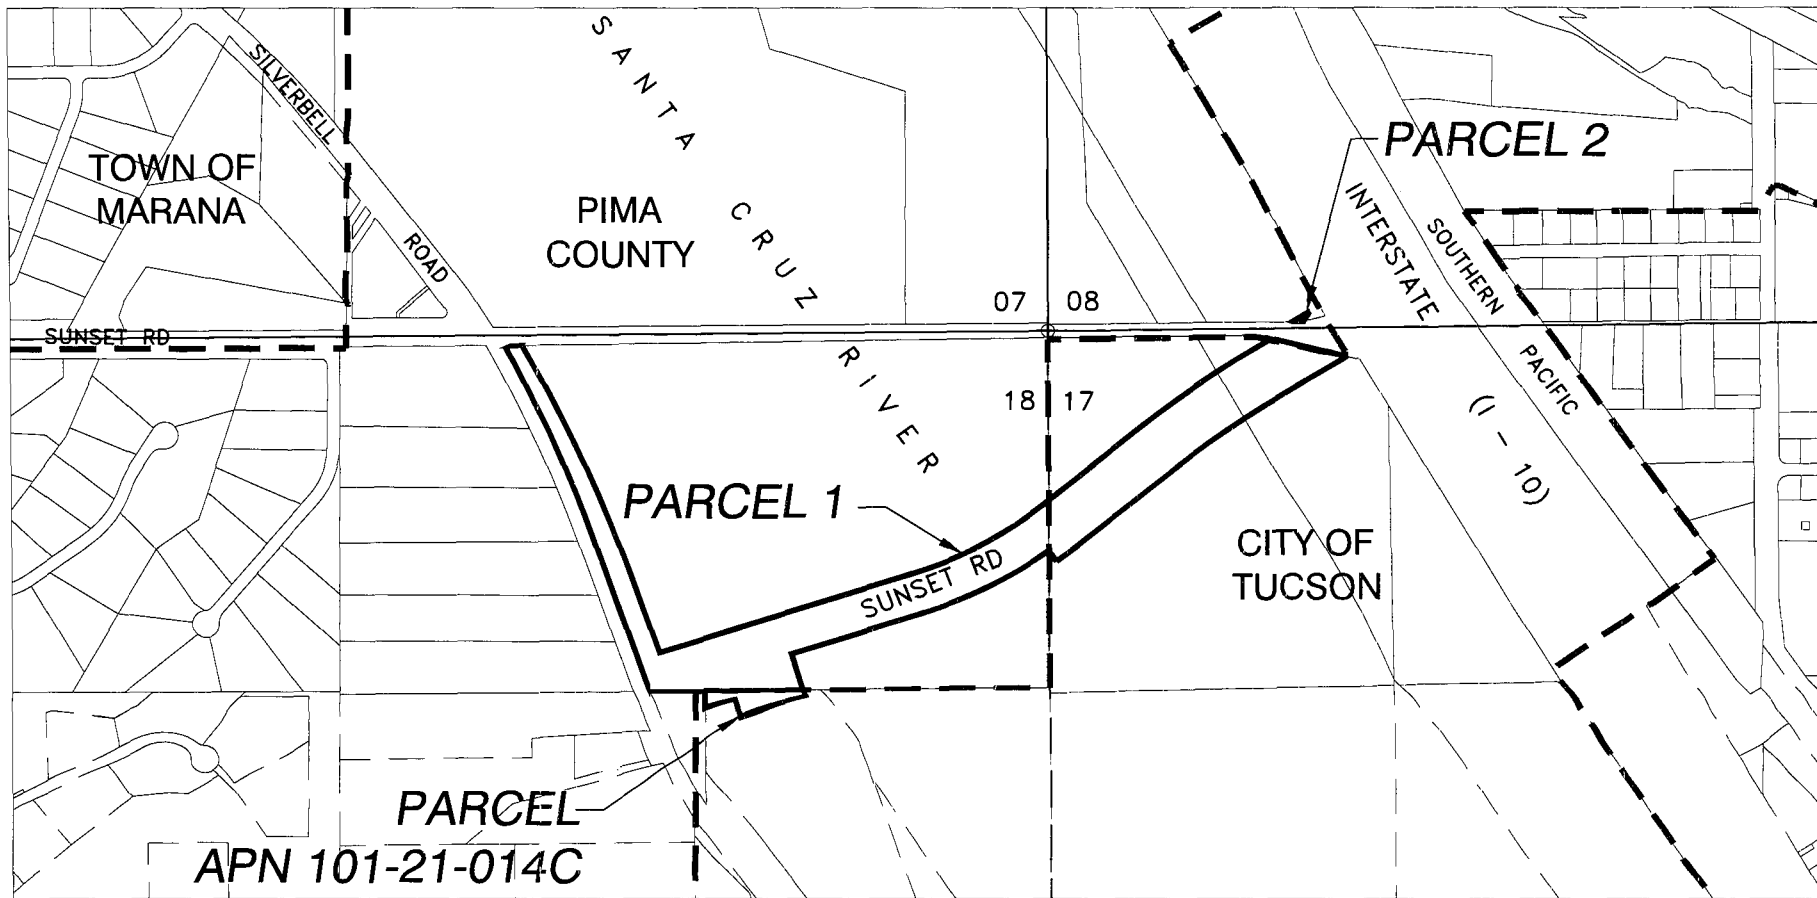 SANTA CRUZ RIVER
SILVERBELL ROAD
TOWN OF
MARANA
PIMA
COUNTY
PARCEL 2
INTERSTATE
(I - 10)
SOUTHERN PACIFIC
07 08
SUNSET RD
18 17
PARCEL 1
SUNSET RD
CITY OF
TUCSON
PARCEL
APN 101-21-014C